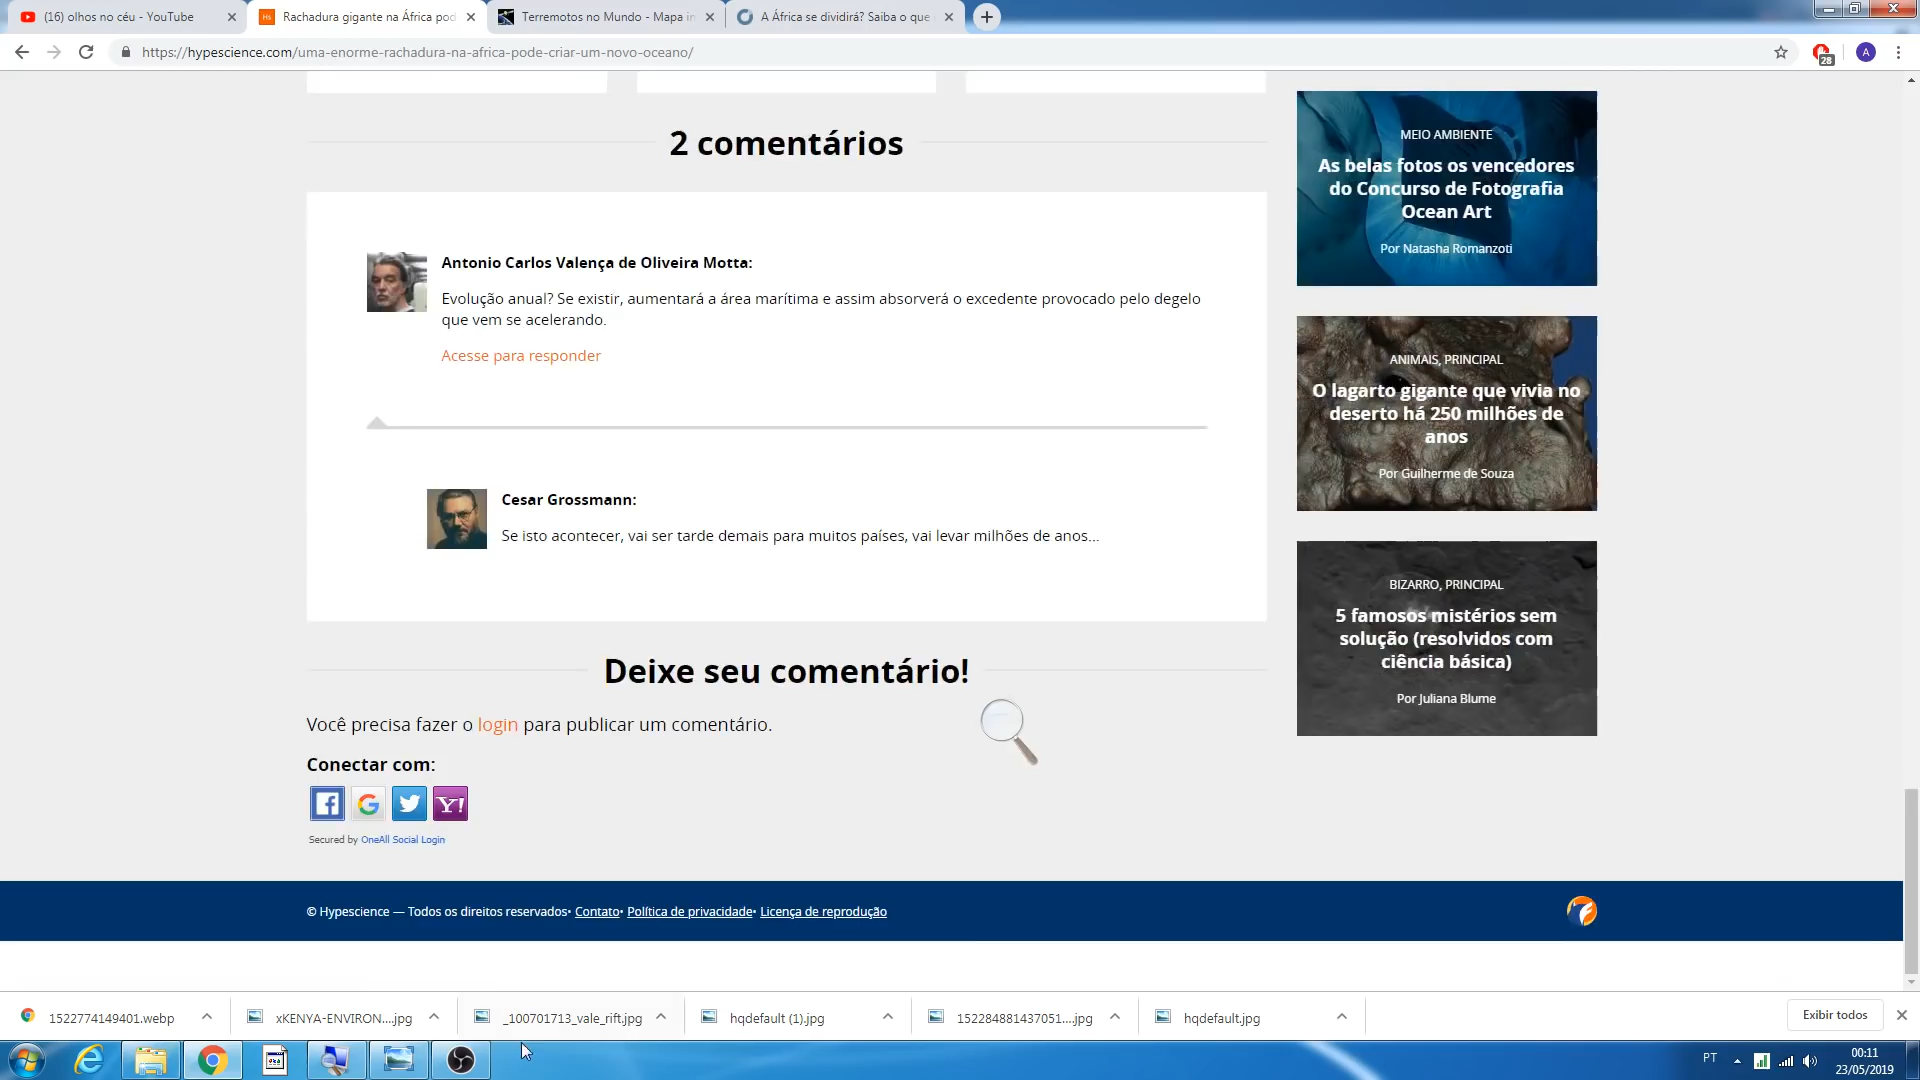 (16) olhos no céu - YouTube
Rachadura gigante na África pod
Terremotos no Mundo - Mapa in
A África se dividirá? Saiba o que
https://hypescience.com/uma-enorme-rachadura-na-africa-pode-criar-um-novo-oceano/
28
A
2 comentários
Antonio Carlos Valença de Oliveira Motta:
Evolução anual? Se existir, aumentará a área marítima e assim absorverá o excedente provocado pelo degelo
que vem se acelerando.
Acesse para responder
Cesar Grossmann:
Se isto acontecer, vai ser tarde demais para muitos países, vai levar milhões de anos...
Deixe seu comentário!
Você precisa fazer o login para publicar um comentário.
Conectar com:
Secured by OneAll Social Login
MEIO AMBIENTE
As belas fotos os vencedores
do Concurso de Fotografia
Ocean Art
Por Natasha Romanzoti
ANIMAIS, PRINCIPAL
O lagarto gigante que vivia no
deserto há 250 milhões de
anos
Por Guilherme de Souza
BIZARRO, PRINCIPAL
5 famosos mistérios sem
solução (resolvidos com
ciência básica)
Por Juliana Blume
© Hypescience — Todos os direitos reservados• Contato• Política de privacidade• Licença de reprodução
1522774149401.webp
xKENYA-ENVIRON....jpg
_100701713_vale_rift.jpg
hqdefault (1).jpg
152284881437051....jpg
hqdefault.jpg
Exibir todos
PT
00:11
23/05/2019